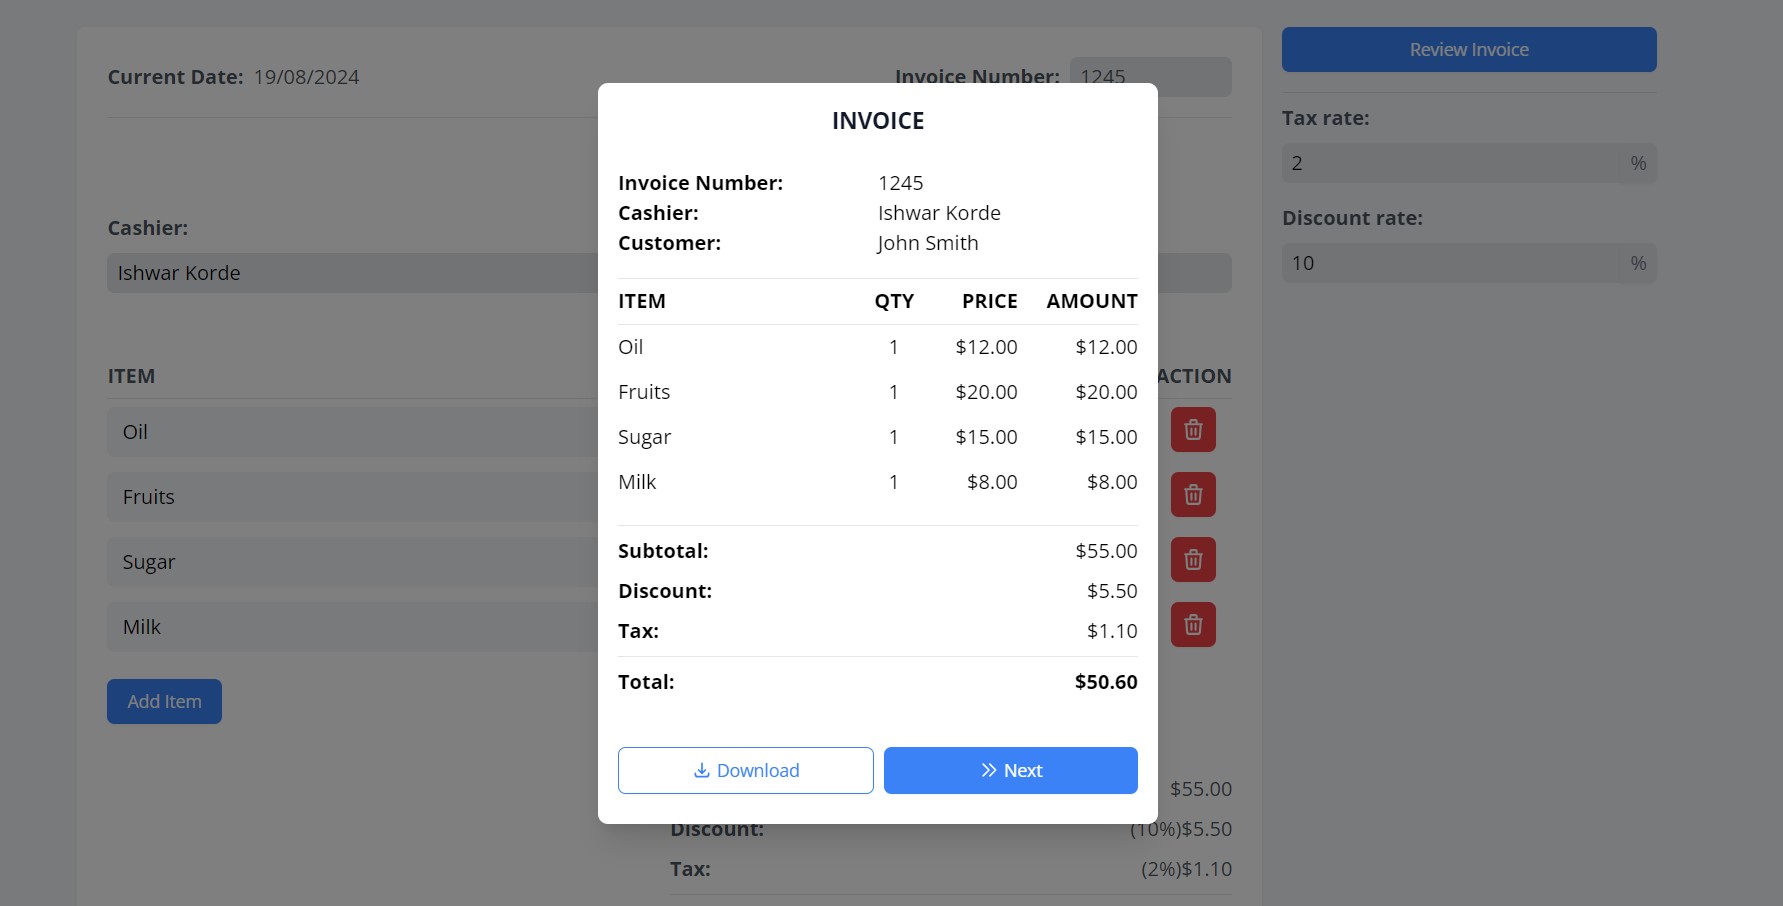 Current Date: 19/08/2024
Invoice Number: 1245
Cashier:
Ishwar Korde
ITEM
ACTION
Oil
Fruits
Sugar
Milk
Add Item
$55.00
Discount: (10%)$5.50
Tax: (2%)$1.10
Review Invoice
Tax rate:
2 %
Discount rate:
10 %
INVOICE
Invoice Number: 1245
Cashier: Ishwar Korde
Customer: John Smith
ITEM QTY PRICE AMOUNT
Oil 1 $12.00 $12.00
Fruits 1 $20.00 $20.00
Sugar 1 $15.00 $15.00
Milk 1 $8.00 $8.00
Subtotal: $55.00
Discount: $5.50
Tax: $1.10
Total: $50.60
Download
Next